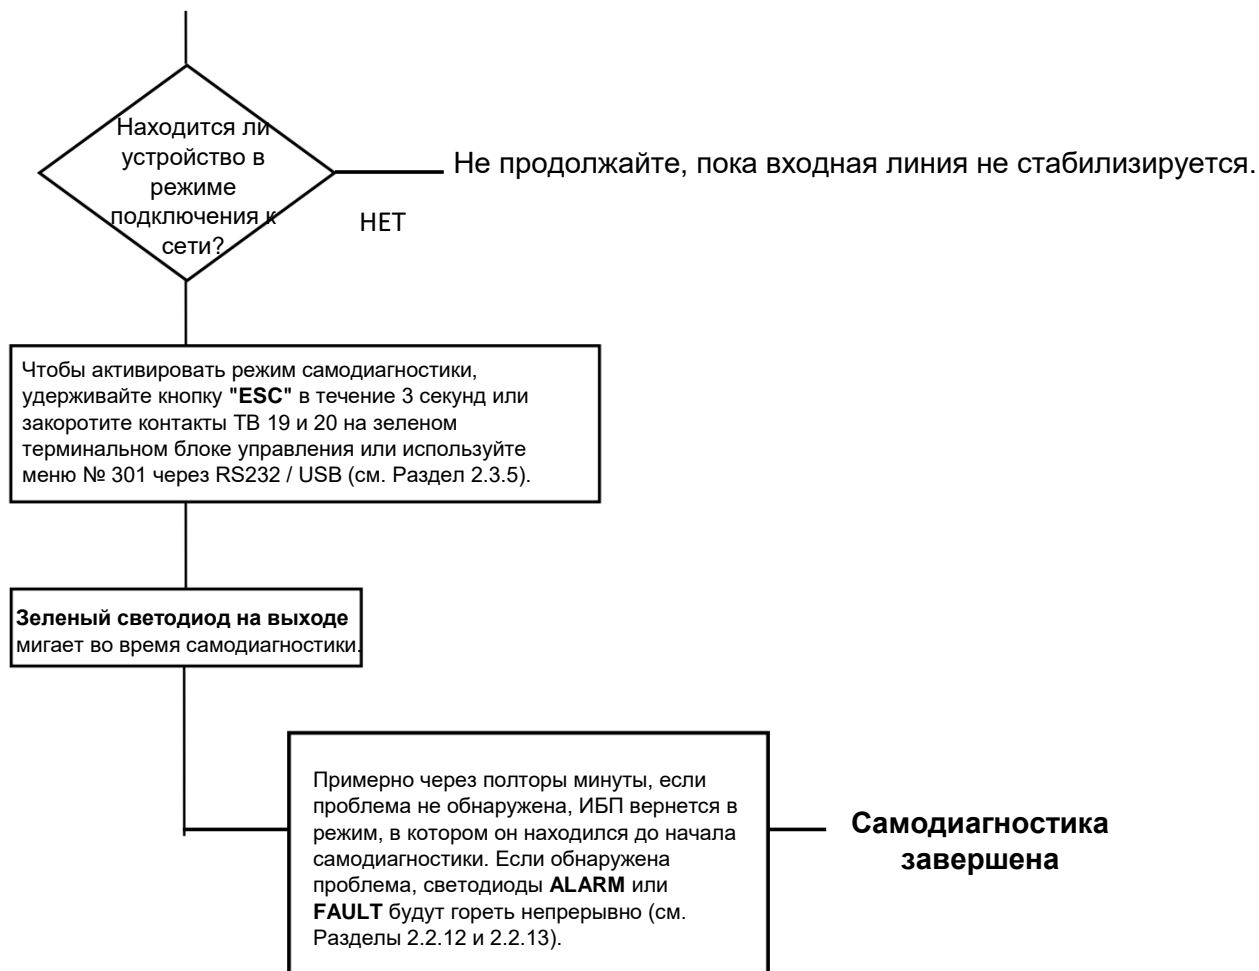 Находится ли
устройство в
режиме
подключения к
сети?
Не продолжайте, пока входная линия не стабилизируется.
НЕТ
Чтобы активировать режим самодиагностики,
удерживайте кнопку "ESC" в течение 3 секунд или
закоротите контакты TB 19 и 20 на зеленом
терминальном блоке управления или используйте
меню № 301 через RS232 / USB (см. Раздел 2.3.5).
Зеленый светодиод на выходе
мигает во время самодиагностики.
Примерно через полторы минуты, если
проблема не обнаружена, ИБП вернется в
режим, в котором он находился до начала
самодиагностики. Если обнаружена
проблема, светодиоды ALARM или
FAULT будут гореть непрерывно (см.
Разделы 2.2.12 и 2.2.13).
Самодиагностика
завершена